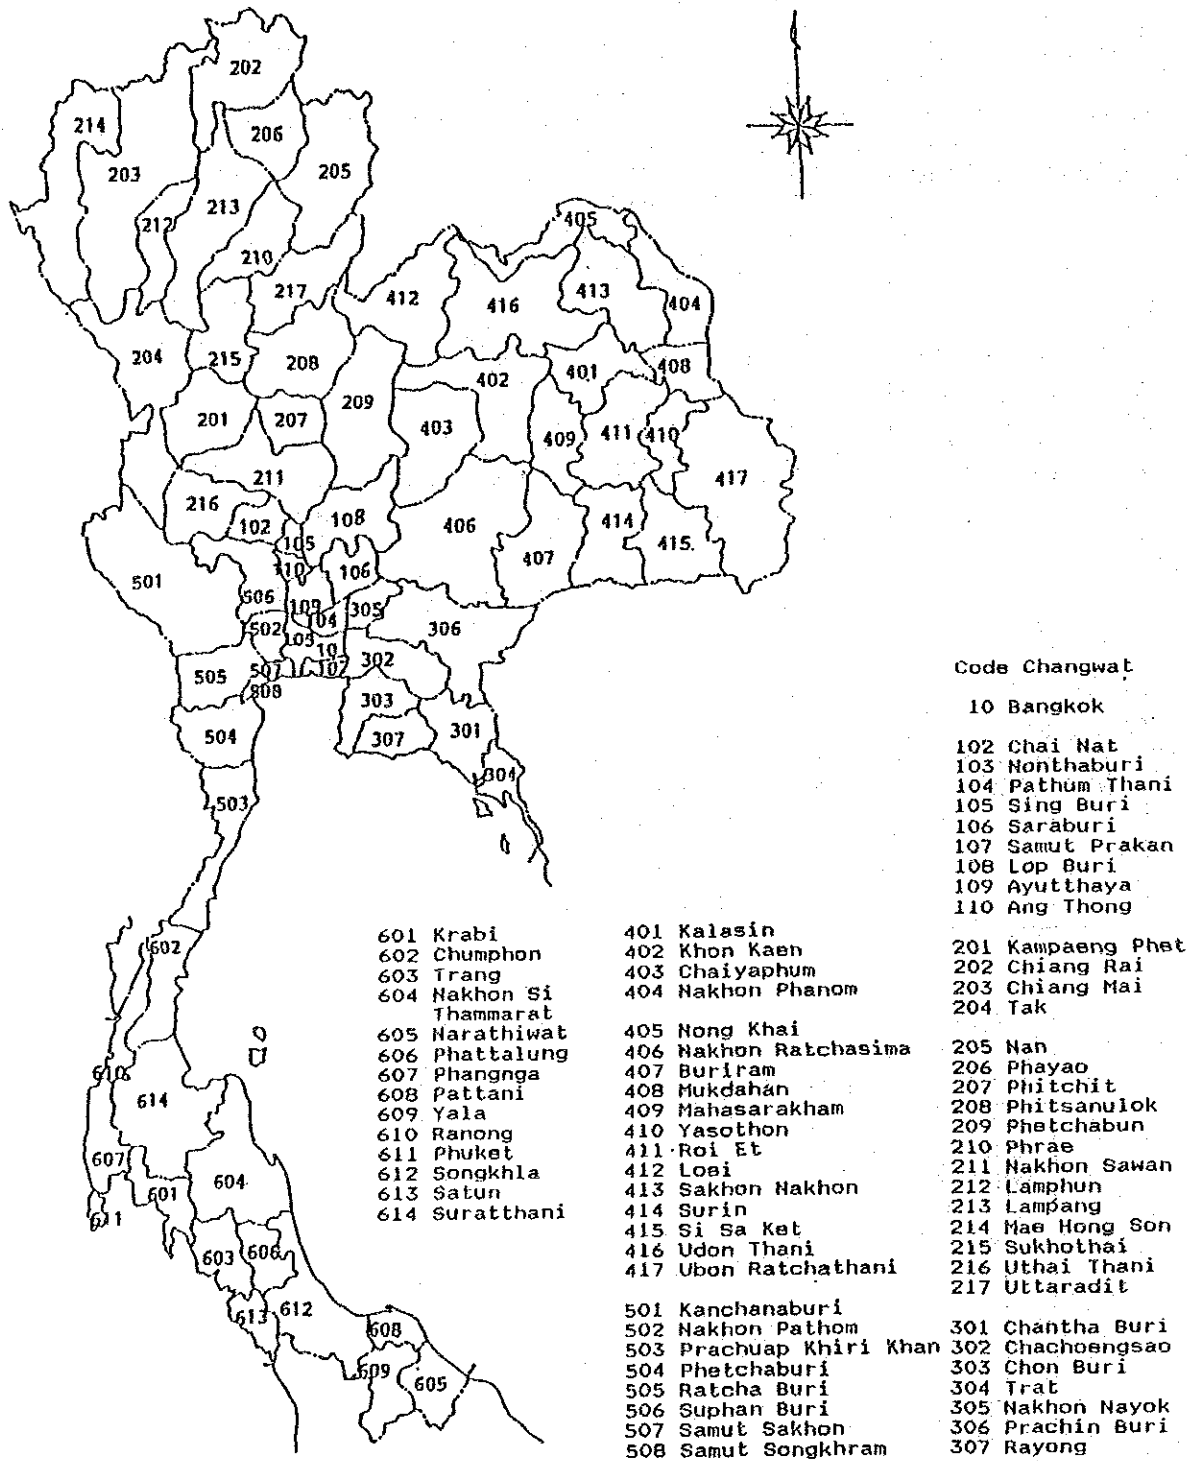 202
214
206
203
205
213
212
405
210
217
412
416
413
404
204
215
208
402
401
408
209
201
207
403
409
411
410
211
417
216
108
102
406
414
105
407
415
110
106
501
506
109
305
104
306
502
103
10
302
507
107
505
508
303
301
504
307
304
503
602
610
614
607
601
604
611
603
606
613
612
608
609
605
Code Changwat
10 Bangkok
102 Chai Nat
103 Nonthaburi
104 Pathum Thani
105 Sing Buri
106 Saraburi
107 Samut Prakan
108 Lop Buri
109 Ayutthaya
110 Ang Thong
201 Kampaeng Phet
202 Chiang Rai
203 Chiang Mai
204 Tak
205 Nan
206 Phayao
207 Phitchit
208 Phitsanulok
209 Phetchabun
210 Phrae
211 Nakhon Sawan
212 Lamphun
213 Lampang
214 Mae Hong Son
215 Sukhothai
216 Uthai Thani
217 Uttaradit
301 Chantha Buri
302 Chachoengsao
303 Chon Buri
304 Trat
305 Nakhon Nayok
306 Prachin Buri
307 Rayong
401 Kalasin
402 Khon Kaen
403 Chaiyaphum
404 Nakhon Phanom
405 Nong Khai
406 Nakhon Ratchasima
407 Buriram
408 Mukdahan
409 Mahasarakham
410 Yasothon
411 Roi Et
412 Loei
413 Sakhon Nakhon
414 Surin
415 Si Sa Ket
416 Udon Thani
417 Ubon Ratchathani
501 Kanchanaburi
502 Nakhon Pathom
503 Prachuap Khiri Khan
504 Phetchaburi
505 Ratcha Buri
506 Suphan Buri
507 Samut Sakhon
508 Samut Songkhram
601 Krabi
602 Chumphon
603 Trang
604 Nakhon Si
Thammarat
605 Narathiwat
606 Phattalung
607 Phangnga
608 Pattani
609 Yala
610 Ranong
611 Phuket
612 Songkhla
613 Satun
614 Suratthani